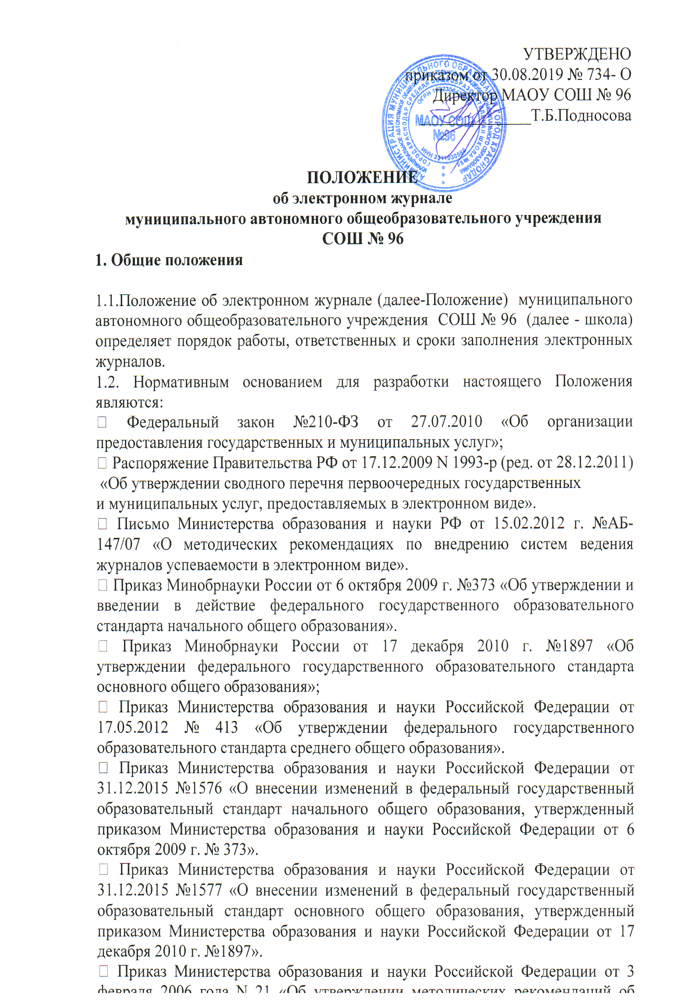 УТВЕРЖДЕНО
приказом от 30.08.2019 № 734- О
Директор МАОУ СОШ № 96
Т.Б.Подносова
МАОУ СОШ
№96
ПОЛОЖЕНИЕ
об электронном журнале
муниципального автономного общеобразовательного учреждения
СОШ № 96
1. Общие положения
1.1.Положение об электронном журнале (далее-Положение) муниципального
автономного общеобразовательного учреждения СОШ № 96 (далее - школа)
определяет порядок работы, ответственных и сроки заполнения электронных
журналов.
1.2. Нормативным основанием для разработки настоящего Положения
являются:
 Федеральный закон №210-ФЗ от 27.07.2010 «Об организации
предоставления государственных и муниципальных услуг»;
 Распоряжение Правительства РФ от 17.12.2009 N 1993-р (ред. от 28.12.2011)
«Об утверждении сводного перечня первоочередных государственных
и муниципальных услуг, предоставляемых в электронном виде».
 Письмо Министерства образования и науки РФ от 15.02.2012 г. №АБ-
147/07 «О методических рекомендациях по внедрению систем ведения
журналов успеваемости в электронном виде».
 Приказ Минобрнауки России от 6 октября 2009 г. №373 «Об утверждении и
введении в действие федерального государственного образовательного
стандарта начального общего образования».
 Приказ Минобрнауки России от 17 декабря 2010 г. №1897 «Об
утверждении федерального государственного образовательного стандарта
основного общего образования»;
 Приказ Министерства образования и науки Российской Федерации от
17.05.2012 № 413 «Об утверждении федерального государственного
образовательного стандарта среднего общего образования».
 Приказ Министерства образования и науки Российской Федерации от
31.12.2015 №1576 «О внесении изменений в федеральный государственный
образовательный стандарт начального общего образования, утвержденный
приказом Министерства образования и науки Российской Федерации от 6
октября 2009 г. № 373».
 Приказ Министерства образования и науки Российской Федерации от
31.12.2015 №1577 «О внесении изменений в федеральный государственный
образовательный стандарт основного общего образования, утвержденный
приказом Министерства образования и науки Российской Федерации от 17
декабря 2010 г. №1897».
 Приказ Министерства образования и науки Российской Федерации от 3
февраля 2006 года N 21 «Об утверждении методических рекомендаций об